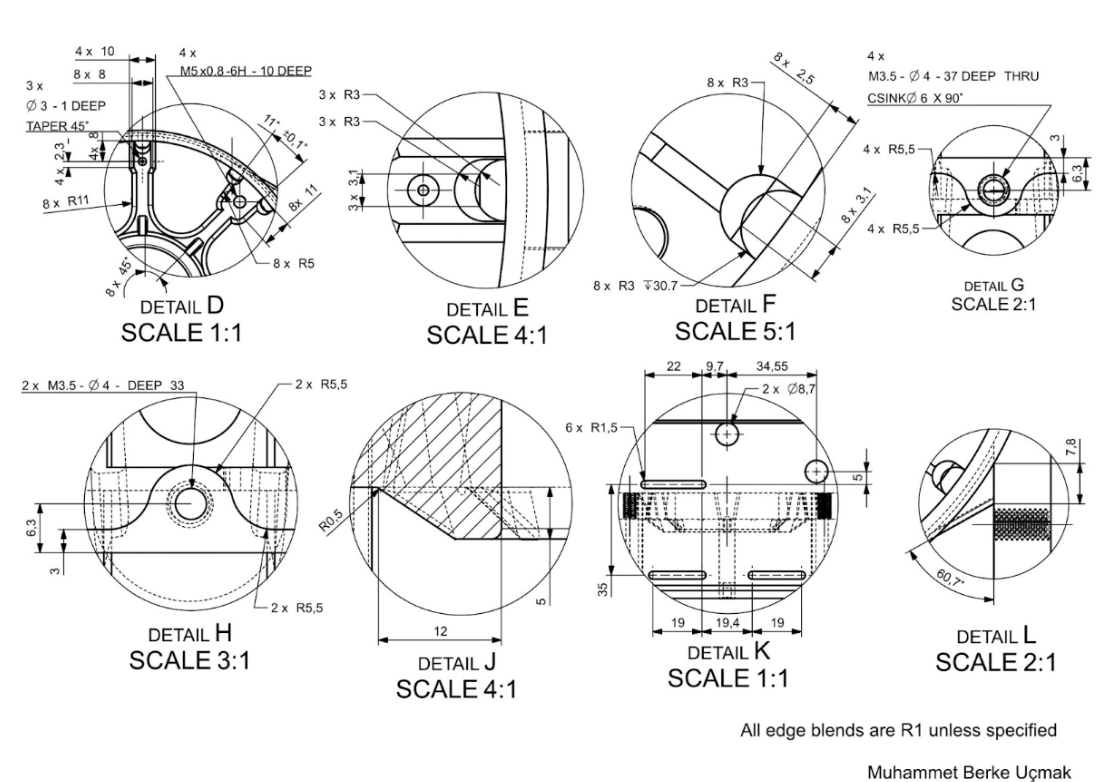 4 x 10
8 x 8
3 x
Ø 3 - 1 DEEP
TAPER 45°
4 x
M5x0.8-6H - 10 DEEP
11° ±0,1°
4x 8
4 x 2,3
8 x R11
8x 11
8 x R5
8 x 45°
DETAIL D
SCALE 1:1
3 x R3
3 x R3
3 x 3,1
DETAIL E
SCALE 4:1
8 x R3
8 x 2,5
8 x 3,1
8 x R3 ↧30.7
DETAIL F
SCALE 5:1
4 x
M3.5 - Ø 4 - 37 DEEP THRU
CSINKØ 6 X 90°
4 x R5,5
3
6,3
4 x R5,5
DETAIL G
SCALE 2:1
2 x M3.5 - Ø 4 - DEEP 33
2 x R5,5
6,3
3
2 x R5,5
DETAIL H
SCALE 3:1
R0,5
5
12
DETAIL J
SCALE 4:1
22
9,7
34,55
2 x Ø8,7
6 x R1,5
5
35
19
19,4
19
DETAIL K
SCALE 1:1
7,8
60,7°
DETAIL L
SCALE 2:1
All edge blends are R1 unless specified
Muhammet Berke Uçmak